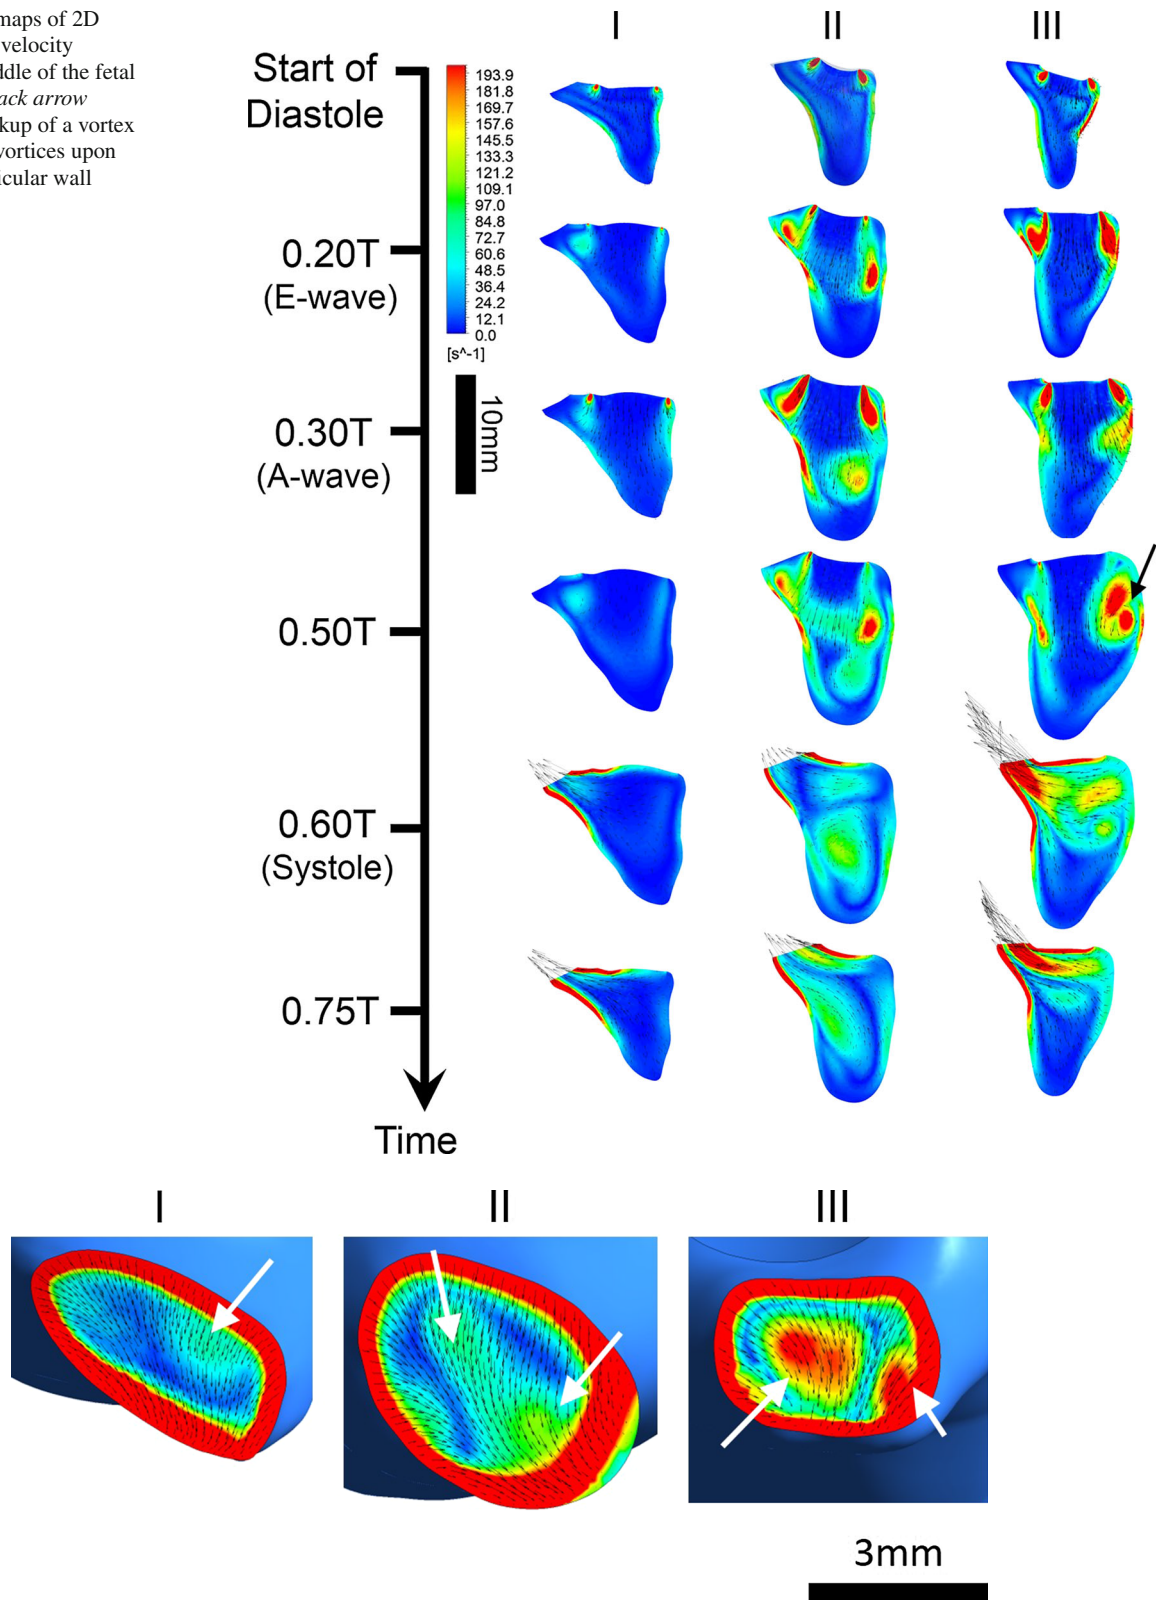 maps of 2D
velocity
ddle of the fetal
ack arrow
kup of a vortex
vortices upon
icular wall
I II III
Start of
Diastole
193.9
181.8
169.7
157.6
145.5
133.3
121.2
109.1
97.0
84.8
72.7
60.6
48.5
36.4
24.2
12.1
0.0
[s^-1]
10mm
0.20T
(E-wave)
0.30T
(A-wave)
0.50T
0.60T
(Systole)
0.75T
Time
I II III
3mm